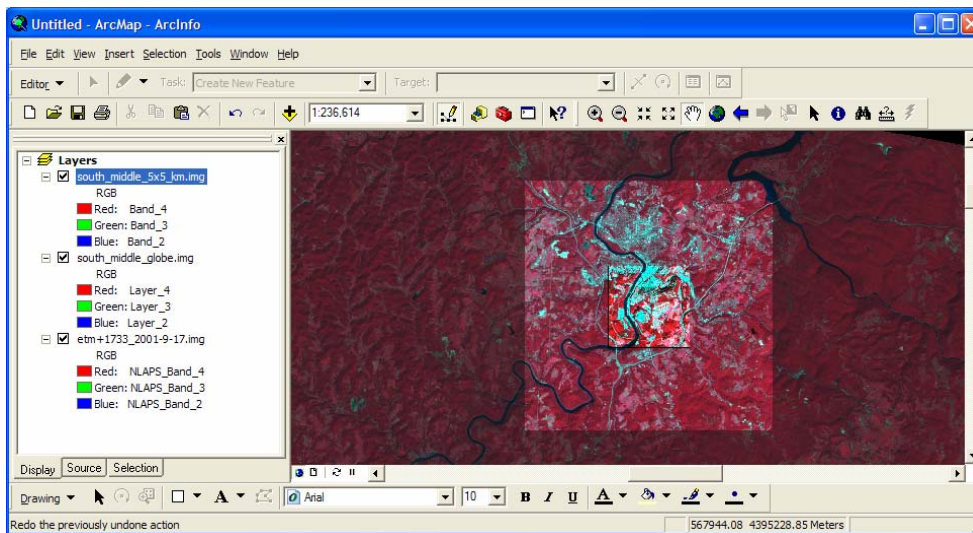 Untitled - ArcMap - ArcInfo
File Edit View Insert Selection Tools Window Help
Editor Task: Create New Feature Target:
1:236,614
Layers
south_middle_5x5_km.img
RGB
Red: Band_4
Green: Band_3
Blue: Band_2
south_middle_globe.img
RGB
Red: Layer_4
Green: Layer_3
Blue: Layer_2
etm+1733_2001-9-17.img
RGB
Red: NLAPS_Band_4
Green: NLAPS_Band_3
Blue: NLAPS_Band_2
Display Source Selection
Drawing A Arial 10 B I U A
Redo the previously undone action 567944.08 4395228.85 Meters